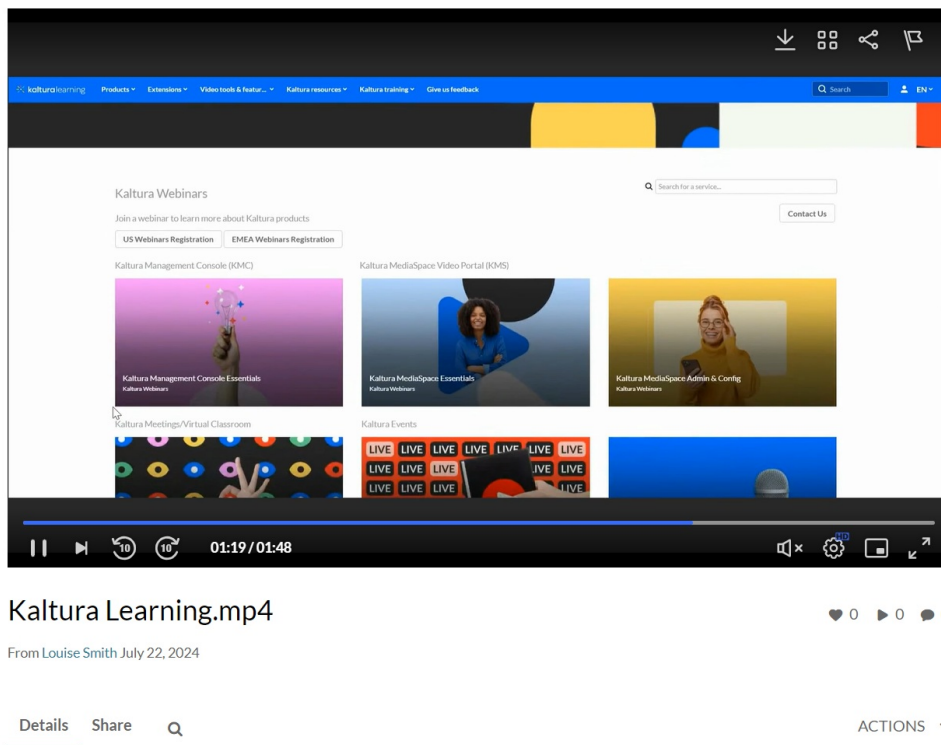 kaltura learning Products Extensions Video tools & featur... Kaltura resources Kaltura training Give us feedback Search EN
Kaltura Webinars
Search for a service...
Join a webinar to learn more about Kaltura products
Contact Us
US Webinars Registration EMEA Webinars Registration
Kaltura Management Console (KMC) Kaltura MediaSpace Video Portal (KMS)
Kaltura Management Console Essentials
Kaltura Webinars
Kaltura MediaSpace Essentials
Kaltura Webinars
Kaltura MediaSpace Admin & Config
Kaltura Webinars
Kaltura Meetings/Virtual Classroom Kaltura Events
LIVE LIVE LIVE LIVE LIVE LIVE LIVE
LIVE LIVE LIVE LIVE LIVE
LIVE LIVE LIVE LIVE
10 10 01:19 / 01:48 HD
Kaltura Learning.mp4 0 0
From Louise Smith July 22, 2024
Details Share ACTIONS